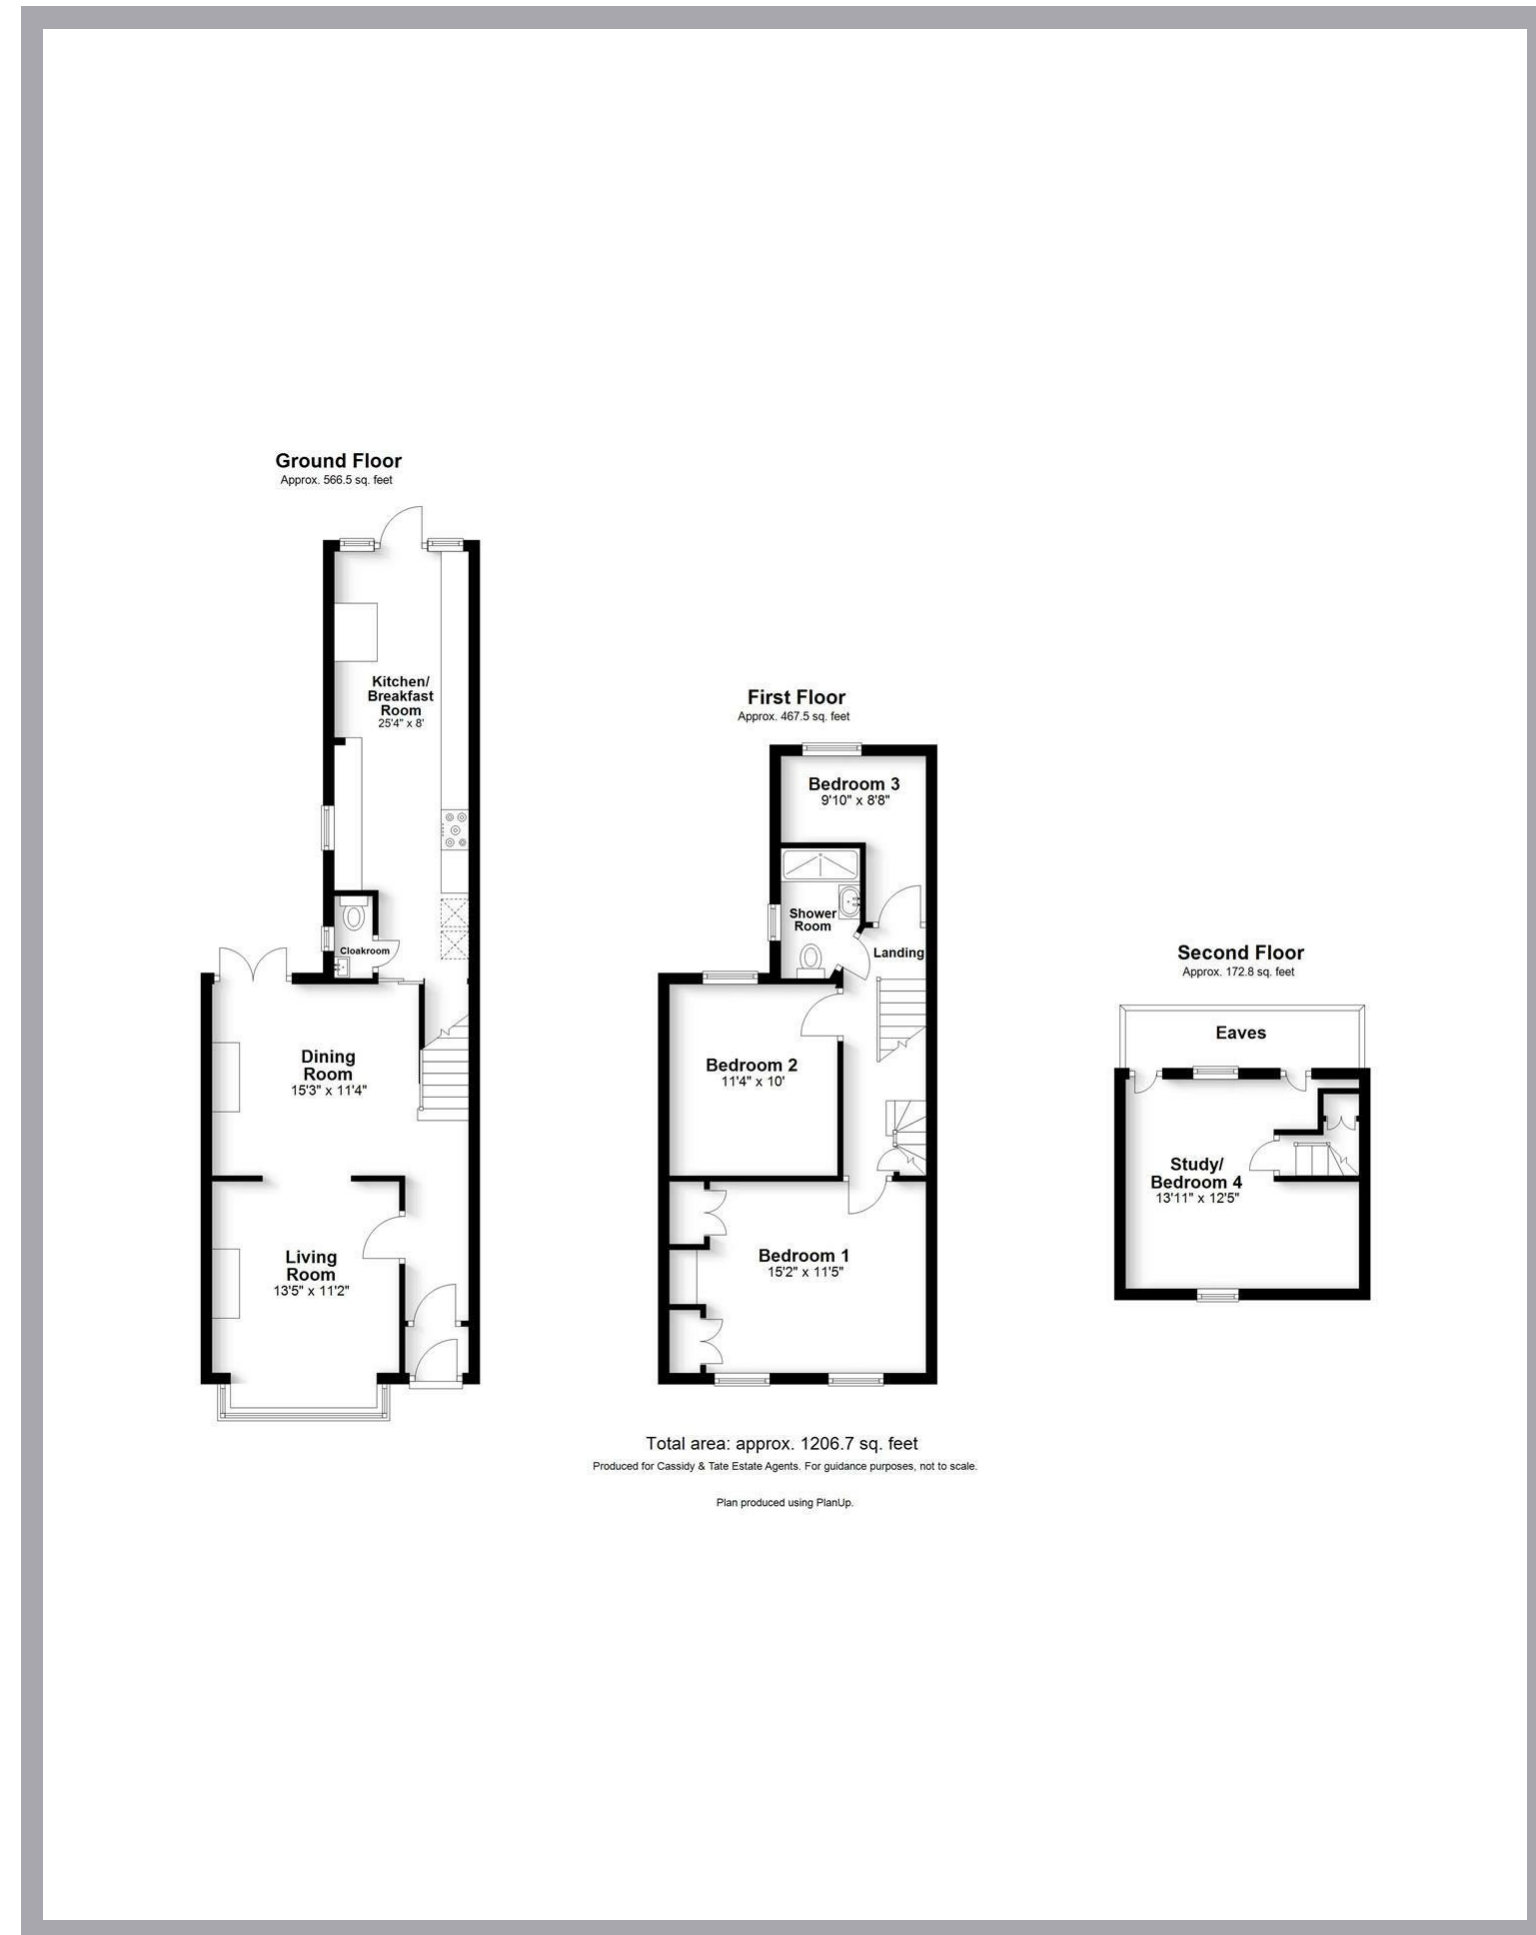 Ground Floor
Approx. 566.5 sq. feet
Kitchen/
Breakfast
Room
25'4" x 8'
Cloakroom
Dining
Room
15'3" x 11'4"
Living
Room
13'5" x 11'2"
First Floor
Approx. 467.5 sq. feet
Bedroom 3
9'10" x 8'8"
Shower
Room
Landing
Bedroom 2
11'4" x 10'
Bedroom 1
15'2" x 11'5"
Second Floor
Approx. 172.8 sq. feet
Eaves
Study/
Bedroom 4
13'11" x 12'5"
Total area: approx. 1206.7 sq. feet
Produced for Cassidy & Tate Estate Agents. For guidance purposes, not to scale.
Plan produced using PlanUp.